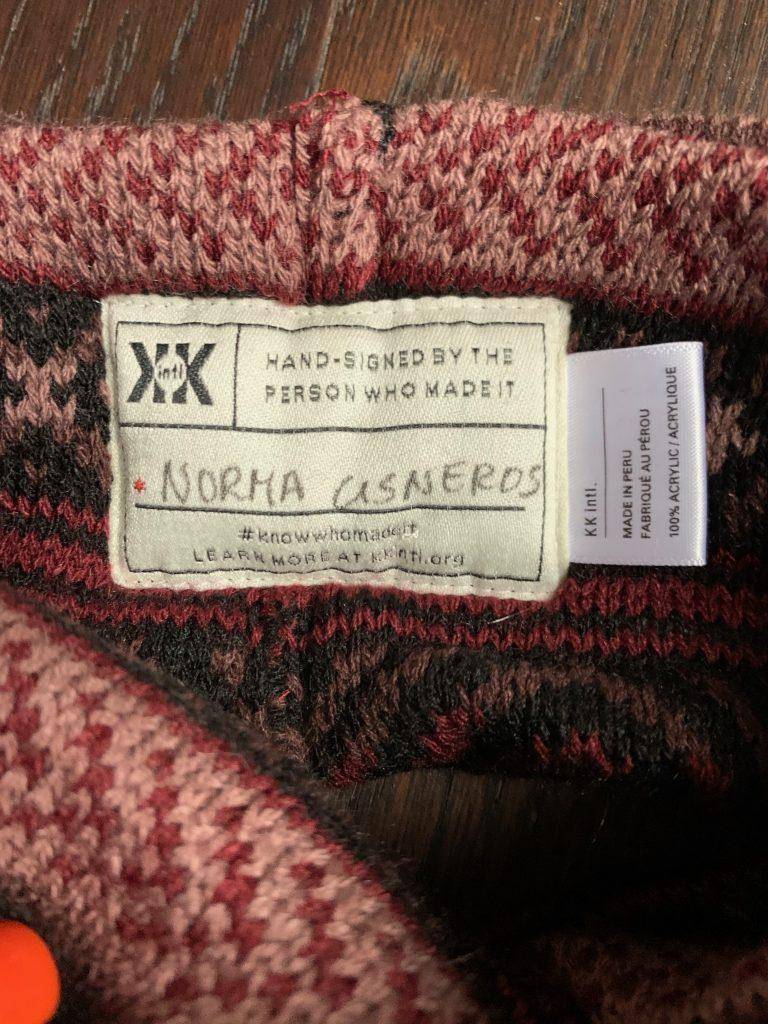 KK intl
HAND-SIGNED BY THE
PERSON WHO MADE IT
* NORMA CISNEROS
#knowwhomadeit
LEARN MORE AT kkintl.org
KK intl.
MADE IN PERU
FABRIQUÉ AU PÉROU
100% ACRYLIC / ACRYLIQUE